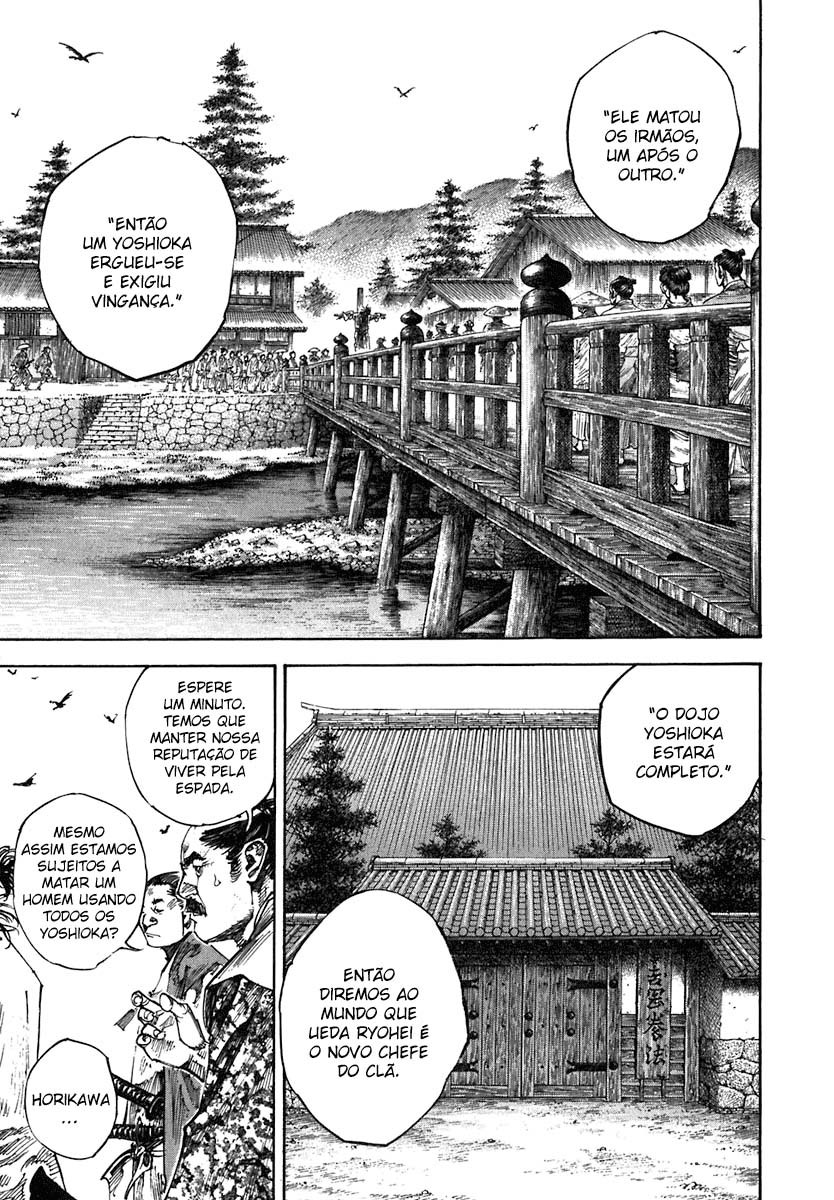 "ELE MATOU
OS IRMÃOS,
UM APÓS O
OUTRO."
"ENTÃO
UM YOSHIOKA
ERGUEU-SE
E EXIGIU
VINGANÇA."
"O DOJO
YOSHIOKA
ESTARÁ
COMPLETO."
ENTÃO
DIREMOS AO
MUNDO QUE
UEDA RYOHEI É
O NOVO CHEFE
DO CLÃ.
ESPERE
UM MINUTO.
TEMOS QUE
MANTER NOSSA
REPUTAÇÃO DE
VIVER PELA
ESPADA.
MESMO
ASSIM ESTAMOS
SUJEITOS A
MATAR UM
HOMEM USANDO
TODOS OS
YOSHIOKA?
HORIKAWA
...